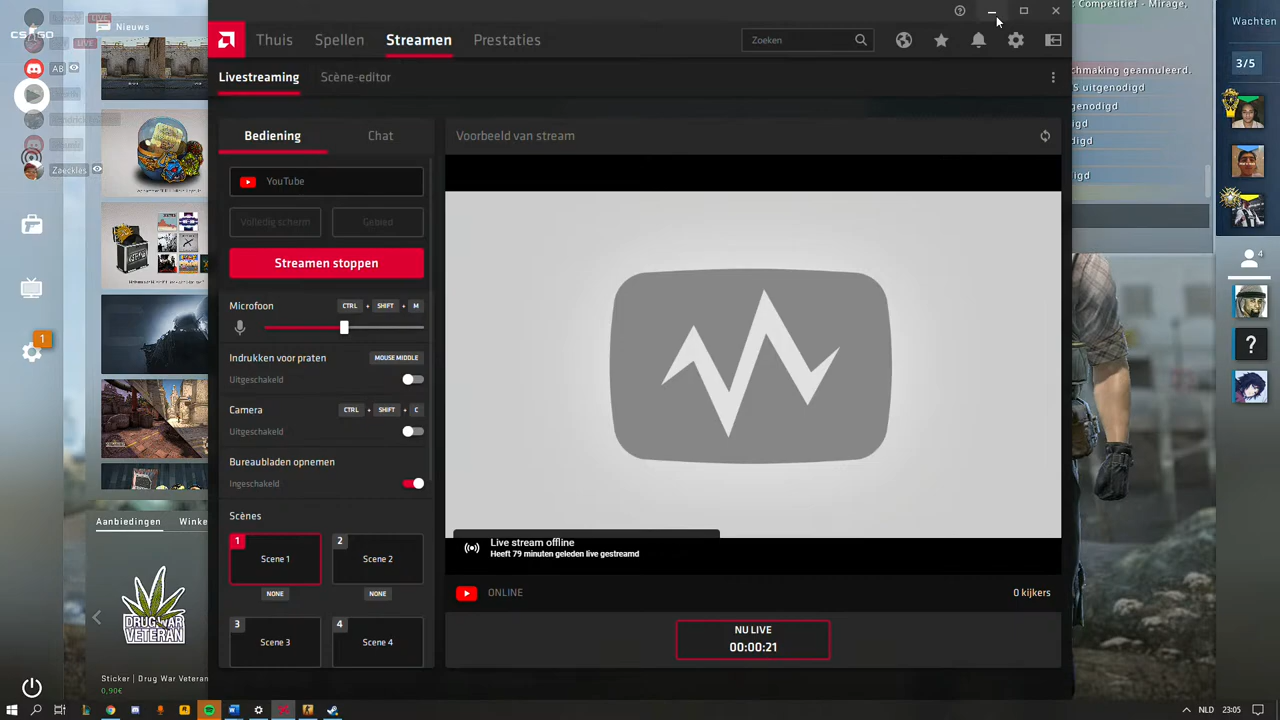 CS:GO
Nieuws
LIVE
AB
Zaeckles
1
Aanbiedingen Winke
DRUG WAR
VETERAN
Sticker | Drug War Veteran
0,90€
Thuis
Spellen
Streamen
Prestaties
Zoeken
Livestreaming
Scène-editor
Bediening
Chat
YouTube
Volledig scherm
Gebied
Streamen stoppen
Microfoon
CTRL + SHIFT + M
Indrukken voor praten
MOUSE MIDDLE
Uitgeschakeld
Camera
CTRL + SHIFT + C
Uitgeschakeld
Bureaubladen opnemen
Ingeschakeld
Scènes
1
Scene 1
NONE
2
Scene 2
NONE
3
Scene 3
4
Scene 4
Voorbeeld van stream
Live stream offline
Heeft 79 minuten geleden live gestreamd
ONLINE
0 kijkers
NU LIVE
00:00:21
Competitief - Mirage,
chmaking geannuleerd
S uitgenodigd
genodigd
gd
igd
Wachten
3/5
4
?
NLD
23:05